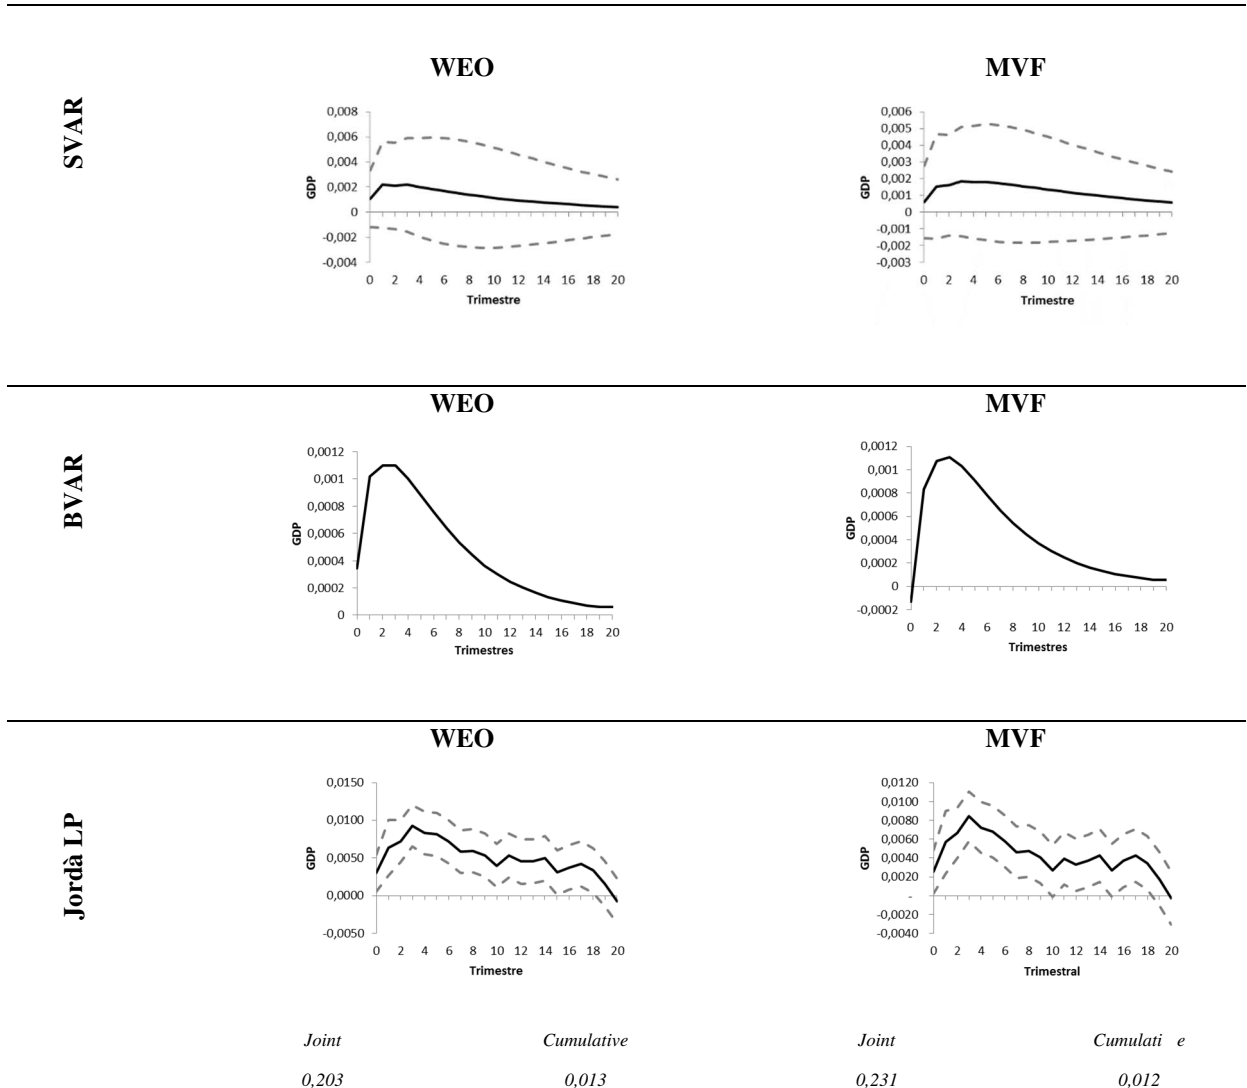 WEO MVF
SVAR
0,008
0,006
0,004
0,002
0
-0,002
-0,004
GDP
0 2 4 6 8 10 12 14 16 18 20
Trimestre
0,006
0,005
0,004
0,003
0,002
0,001
0
-0,001
-0,002
-0,003
GDP
0 2 4 6 8 10 12 14 16 18 20
Trimestre
WEO MVF
BVAR
0,0012
0,001
0,0008
0,0006
0,0004
0,0002
0
GDP
0 2 4 6 8 10 12 14 16 18 20
Trimestres
0,0012
0,001
0,0008
0,0006
0,0004
0,0002
0
-0,0002
GDP
0 2 4 6 8 10 12 14 16 18 20
Trimestres
WEO MVF
Jordà LP
0,0150
0,0100
0,0050
0,0000
-0,0050
GDP
0 2 4 6 8 10 12 14 16 18 20
Trimestre
0,0120
0,0100
0,0080
0,0060
0,0040
0,0020
-
-0,0020
-0,0040
GDP
0 2 4 6 8 10 12 14 16 18 20
Trimestral
Joint Cumulative Joint Cumulati e
0,203 0,013 0,231 0,012